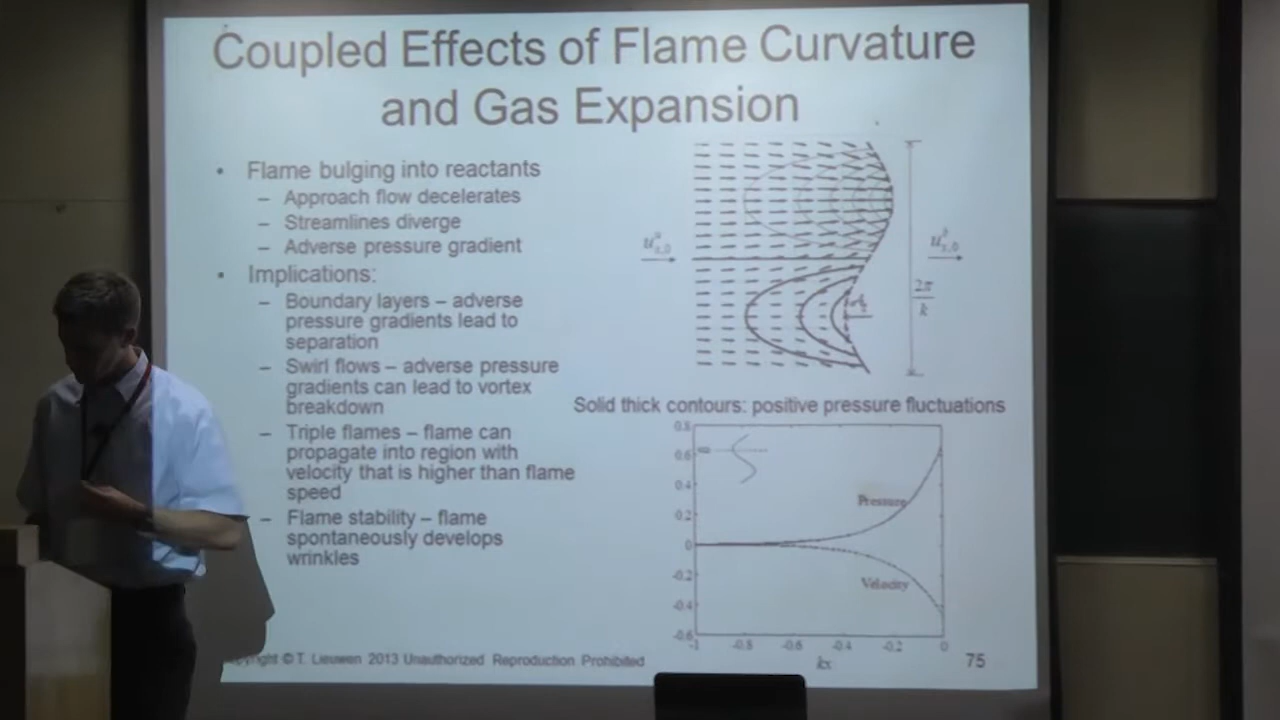 Coupled Effects of Flame Curvature
and Gas Expansion
• Flame bulging into reactants
– Approach flow decelerates
– Streamlines diverge
– Adverse pressure gradient
• Implications:
– Boundary layers – adverse
pressure gradients lead to
separation
– Swirl flows – adverse pressure
gradients can lead to vortex
breakdown
– Triple flames – flame can
propagate into region with
velocity that is higher than flame
speed
– Flame stability – flame
spontaneously develops
wrinkles
2π
k
Solid thick contours: positive pressure fluctuations
0.8
0.6
0.4
0.2
0
-0.2
-0.4
-0.6
Pressure
Velocity
-1 -0.8 -0.6 -0.4 -0.2 0
kx
© T. Lieuwen 2013 Unauthorized Reproduction Prohibited
75